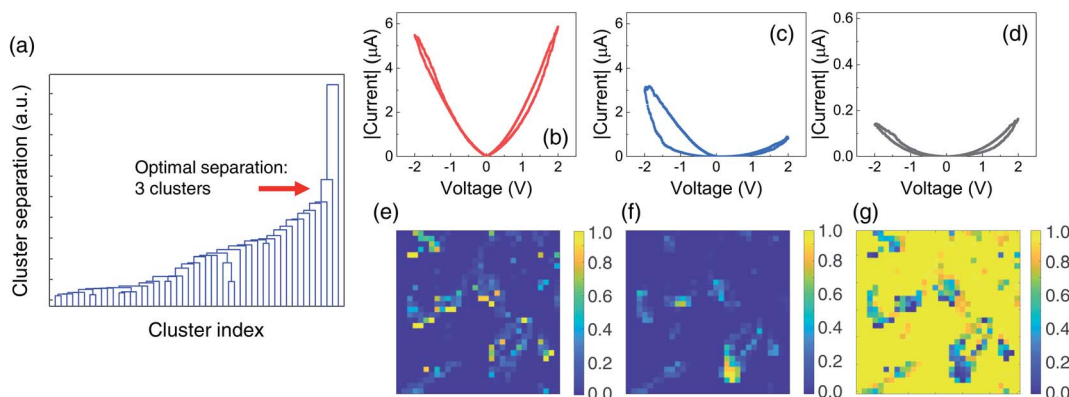 (a)
Cluster separation (a.u.)
Optimal separation:
3 clusters
Cluster index
|Current| (μA)
6
4
2
0
-2 -1 0 1 2
Voltage (V)
(b)
|Current| (μA)
6
4
2
0
-2 -1 0 1 2
Voltage (V)
(c)
|Current| (μA)
0.6
0.4
0.2
0.0
-2 -1 0 1 2
Voltage (V)
(d)
(e)
1.0
0.8
0.6
0.4
0.2
0.0
(f)
1.0
0.8
0.6
0.4
0.2
0.0
(g)
1.0
0.8
0.6
0.4
0.2
0.0